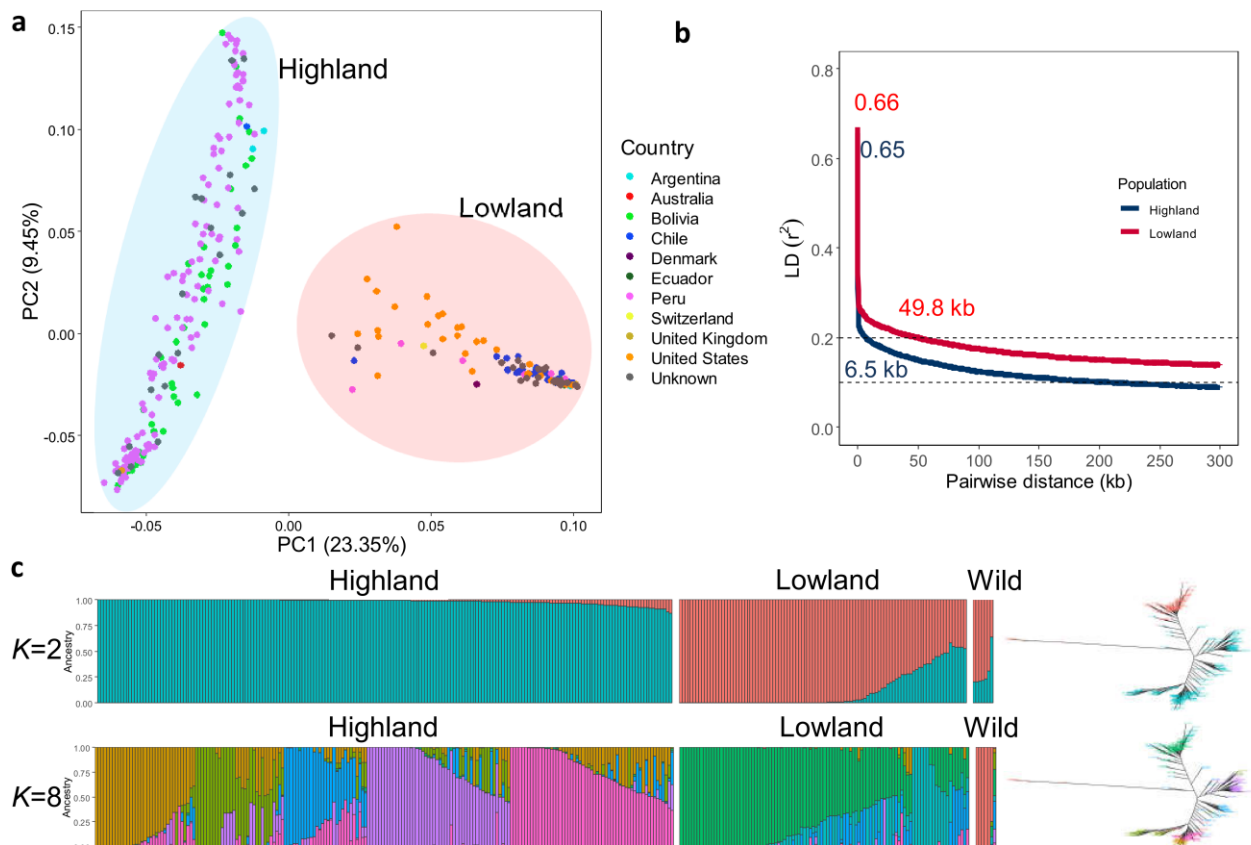 a
Highland
Lowland
PC2 (9.45%)
0.15
0.10
0.05
0.00
-0.05
-0.05
0.00
0.05
0.10
PC1 (23.35%)
Country
Argentina
Australia
Bolivia
Chile
Denmark
Ecuador
Peru
Switzerland
United Kingdom
United States
Unknown
b
LD (r²)
0.8
0.6
0.4
0.2
0.0
0.66
0.65
49.8 kb
6.5 kb
Population
Highland
Lowland
0
50
100
150
200
250
300
Pairwise distance (kb)
c
Highland
Lowland
Wild
K=2
Ancestry
1.00
0.75
0.50
0.25
0.00
Highland
Lowland
Wild
K=8
Ancestry
1.00
0.75
0.50
0.25